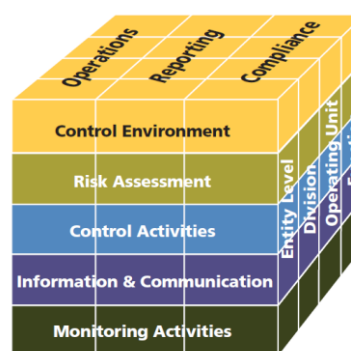 Operations
Reporting
Compliance
Control Environment
Risk Assessment
Control Activities
Information & Communication
Monitoring Activities
Entity Level
Division
Operating Unit